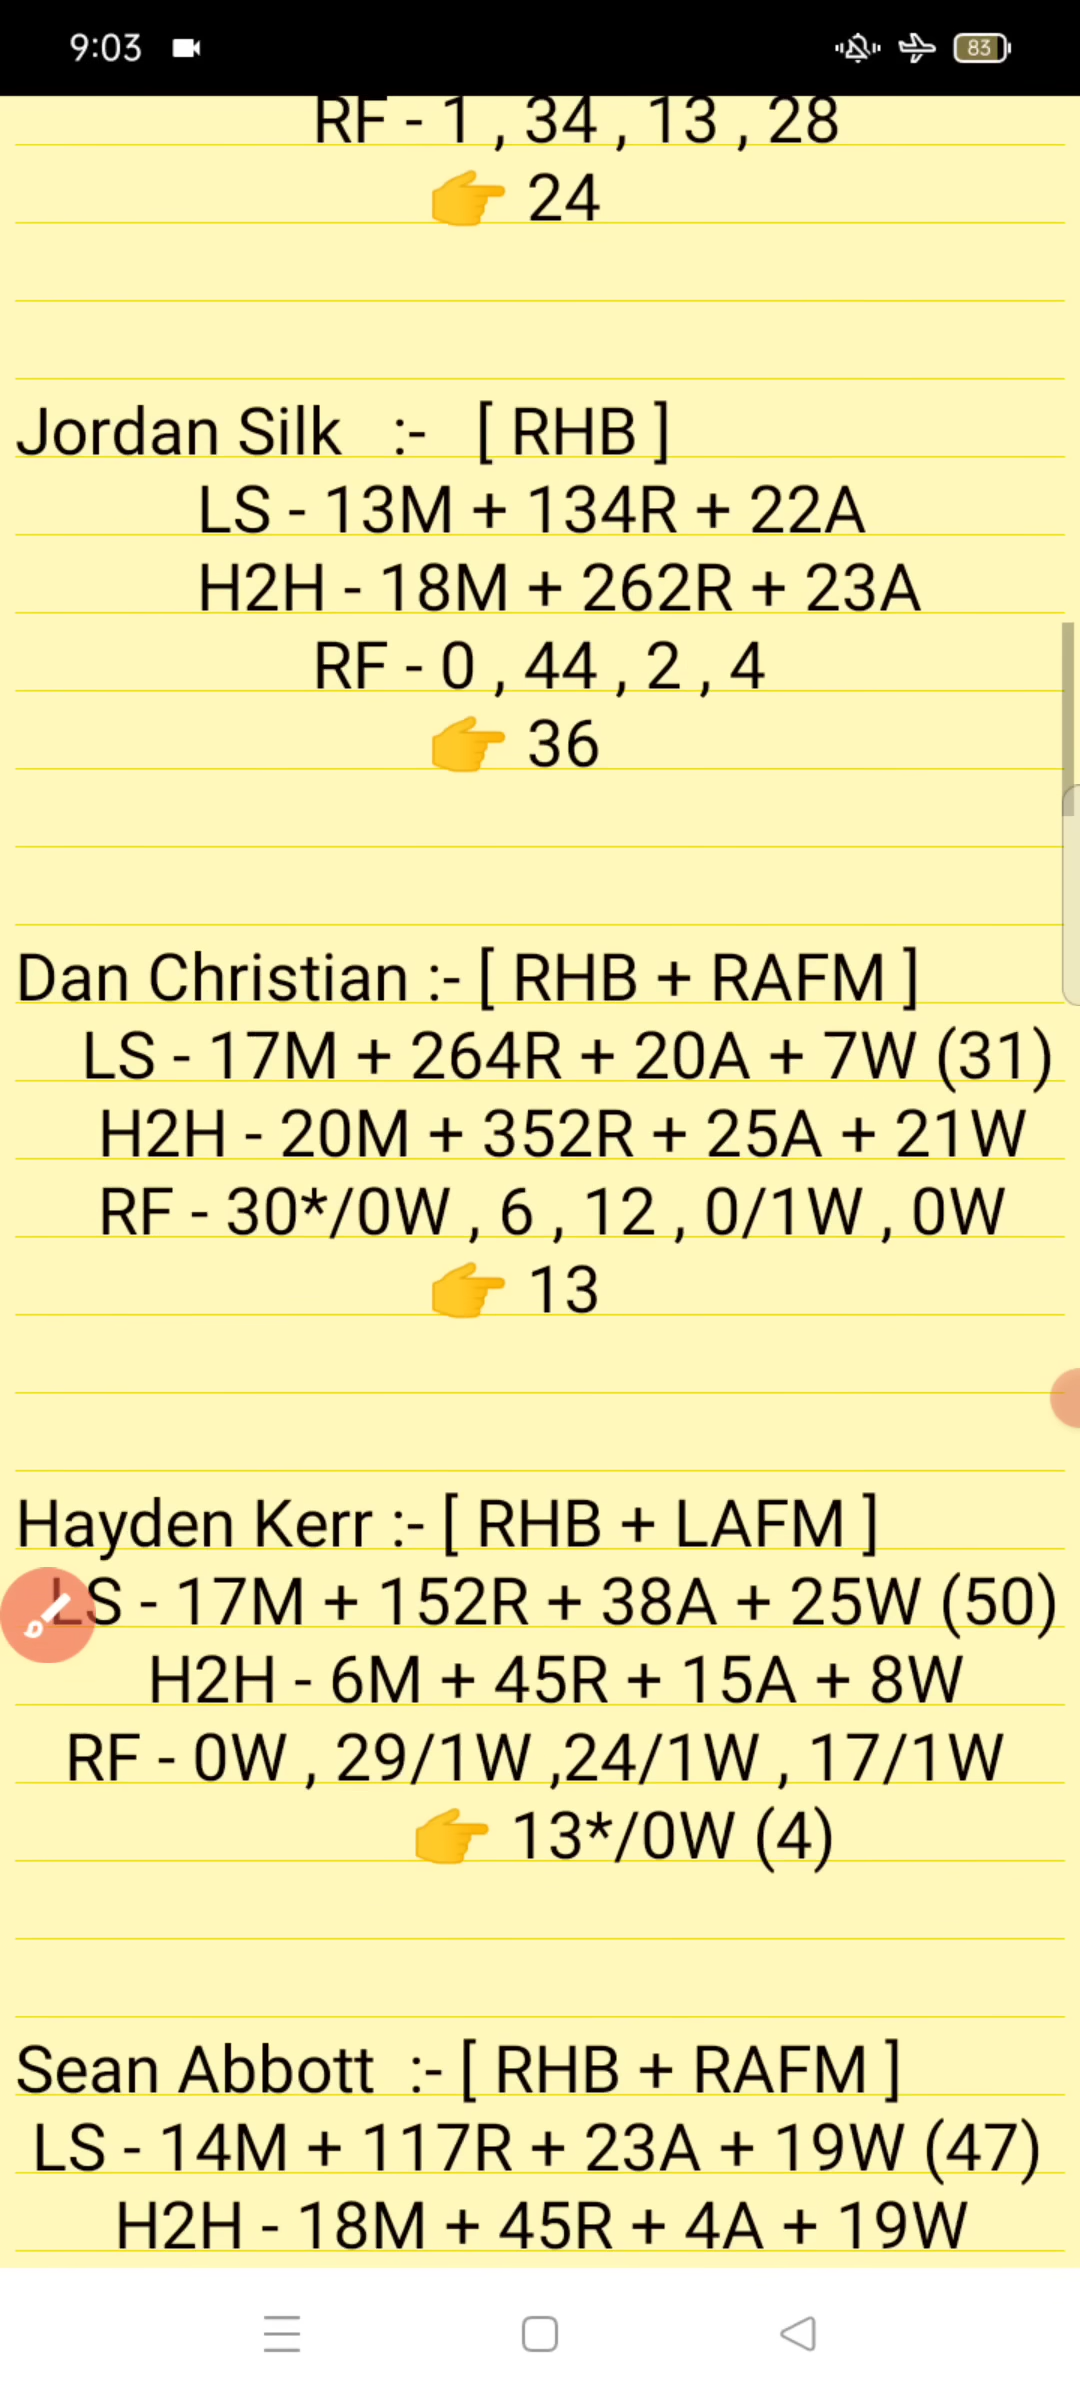 9:03
83
RF - 1 , 34 , 13 , 28
👉 24
Jordan Silk :- [ RHB ]
LS - 13M + 134R + 22A
H2H - 18M + 262R + 23A
RF - 0 , 44 , 2 , 4
👉 36
Dan Christian :- [ RHB + RAFM ]
LS - 17M + 264R + 20A + 7W (31)
H2H - 20M + 352R + 25A + 21W
RF - 30*/0W , 6 , 12 , 0/1W , 0W
👉 13
Hayden Kerr :- [ RHB + LAFM ]
LS - 17M + 152R + 38A + 25W (50)
H2H - 6M + 45R + 15A + 8W
RF - 0W , 29/1W ,24/1W , 17/1W
👉 13*/0W (4)
Sean Abbott :- [ RHB + RAFM ]
LS - 14M + 117R + 23A + 19W (47)
H2H - 18M + 45R + 4A + 19W